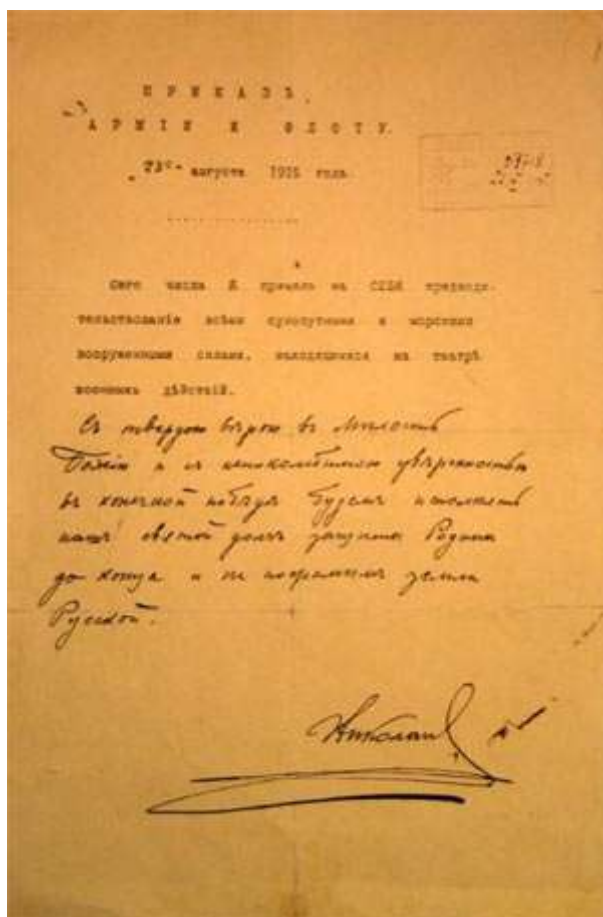 ПРИКАЗЪ
АРМІИ И ФЛОТУ.
23го августа 1915 года.
Сего числа Я принялъ на СЕБЯ предводи-
тельствованіе всѣми сухопутными и морскими
вооруженными силами, находящимися на театрѣ
военныхъ дѣйствій.
Съ твердою вѣрою въ милость
Божію и съ непоколебимою увѣренностью
въ конечной побѣдѣ будемъ исполнять
нашъ святой долгъ защиты Родины
до конца и не посрамимъ земли
Русской.
Николай